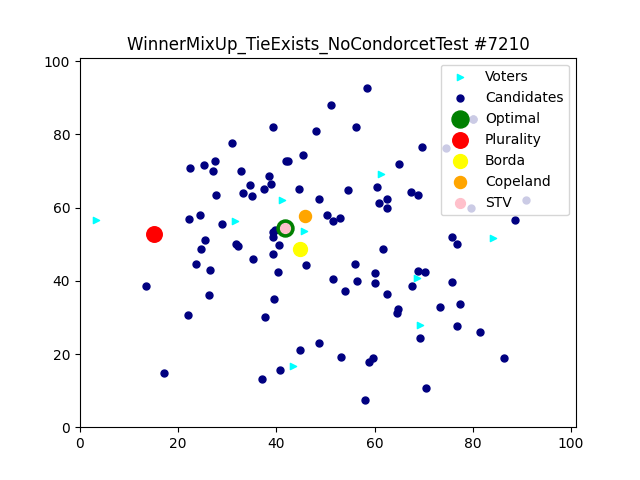 WinnerMixUp_TieExists_NoCondorcetTest #7210
100
80
60
40
20
0
0
20
40
60
80
100
Voters
Candidates
Optimal
Plurality
Borda
Copeland
STV